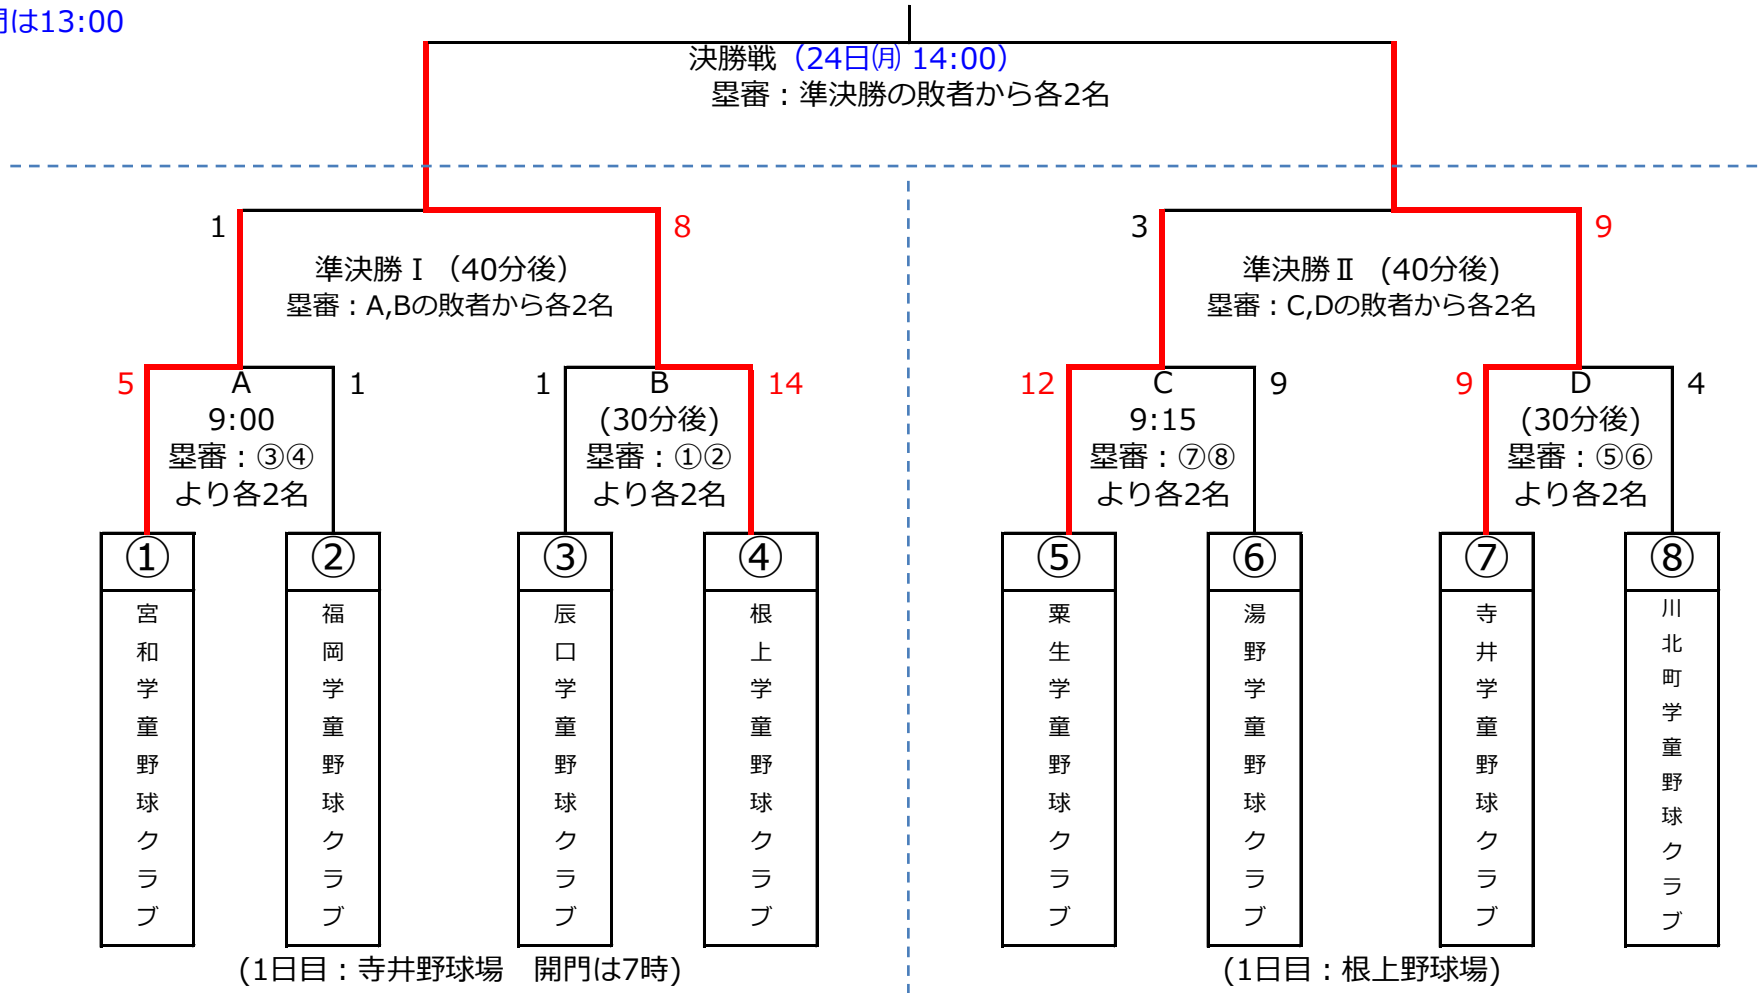 は13:00
決勝戦（24日㈪ 14:00）
塁審：準決勝の敗者から各2名
1
8
3
9
準決勝Ⅰ（40分後）
塁審：A,Bの敗者から各2名
準決勝Ⅱ (40分後)
塁審：C,Dの敗者から各2名
5
A
1
1
B
14
12
C
9
9
D
4
9:00
塁審：③④
より各2名
(30分後)
塁審：①②
より各2名
9:15
塁審：⑦⑧
より各2名
(30分後)
塁審：⑤⑥
より各2名
①
②
③
④
⑤
⑥
⑦
⑧
宮和学童野球クラブ
福岡学童野球クラブ
辰口学童野球クラブ
根上学童野球クラブ
粟生学童野球クラブ
湯野学童野球クラブ
寺井学童野球クラブ
川北町学童野球クラブ
(1日目：寺井野球場　開門は7時)
(1日目：根上野球場)